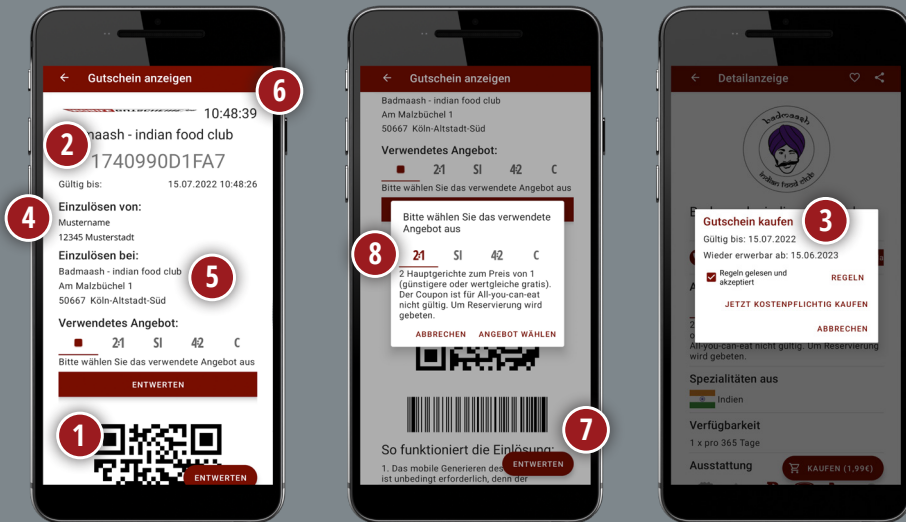 Gutschein anzeigen
6
10:48:39
2
maash - indian food club
1740990D1FA7
Gültig bis: 15.07.2022 10:48:26
4
Einzulösen von:
Mustername
12345 Musterstadt
Einzulösen bei:
Badmaash - indian food club
5
Am Malzbüchel 1
50667 Köln-Altstadt-Süd
Verwendetes Angebot:
2:1 SI 4:2 C
Bitte wählen Sie das verwendete Angebot aus
ENTWERTEN
1
ENTWERTEN
Gutschein anzeigen
Badmaash - indian food club
Am Malzbüchel 1
50667 Köln-Altstadt-Süd
Verwendetes Angebot:
2:1 SI 4:2 C
Bitte wählen Sie das verwendete Angebot aus
Bitte wählen Sie das verwendete
Angebot aus
8
2:1 SI 4:2 C
2 Hauptgerichte zum Preis von 1
(günstigere oder wertgleiche gratis).
Der Coupon ist für All-you-can-eat
nicht gültig. Um Reservierung wird
gebeten.
ABBRECHEN ANGEBOT WÄHLEN
7
So funktioniert die Einlösung:
1. Das mobile Generieren des
ENTWERTEN
ist unbedingt erforderlich, denn der
Detailanzeige
badmaash
indian food club
Gutschein kaufen
3
Gültig bis: 15.07.2022
Wieder erwerbar ab: 15.06.2023
Regeln gelesen und
akzeptiert
REGELN
JETZT KOSTENPFLICHTIG KAUFEN
ABBRECHEN
All-you-can-eat nicht gültig. Um Reservierung
wird gebeten.
Spezialitäten aus
Indien
Verfügbarkeit
1 x pro 365 Tage
Ausstattung
KAUFEN (1,99€)